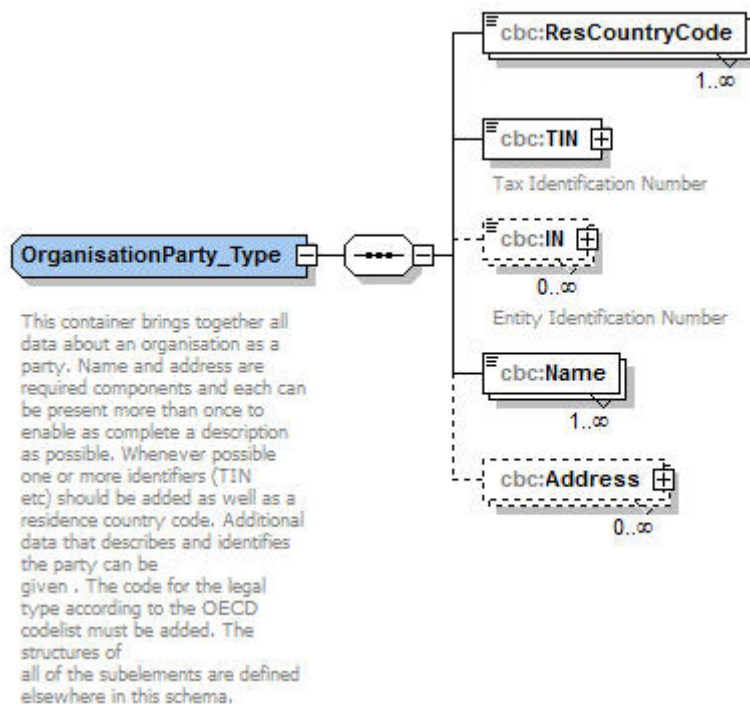 cbc:ResCountryCode
1..∞
cbc:TIN
Tax Identification Number
cbc:IN
0..∞
Entity Identification Number
OrganisationParty_Type
cbc:Name
1..∞
cbc:Address
0..∞
This container brings together all
data about an organisation as a
party. Name and address are
required components and each can
be present more than once to
enable as complete a description
as possible. Whenever possible
one or more identifiers (TIN
etc) should be added as well as a
residence country code. Additional
data that describes and identifies
the party can be
given . The code for the legal
type according to the OECD
codelist must be added. The
structures of
all of the subelements are defined
elsewhere in this schema.